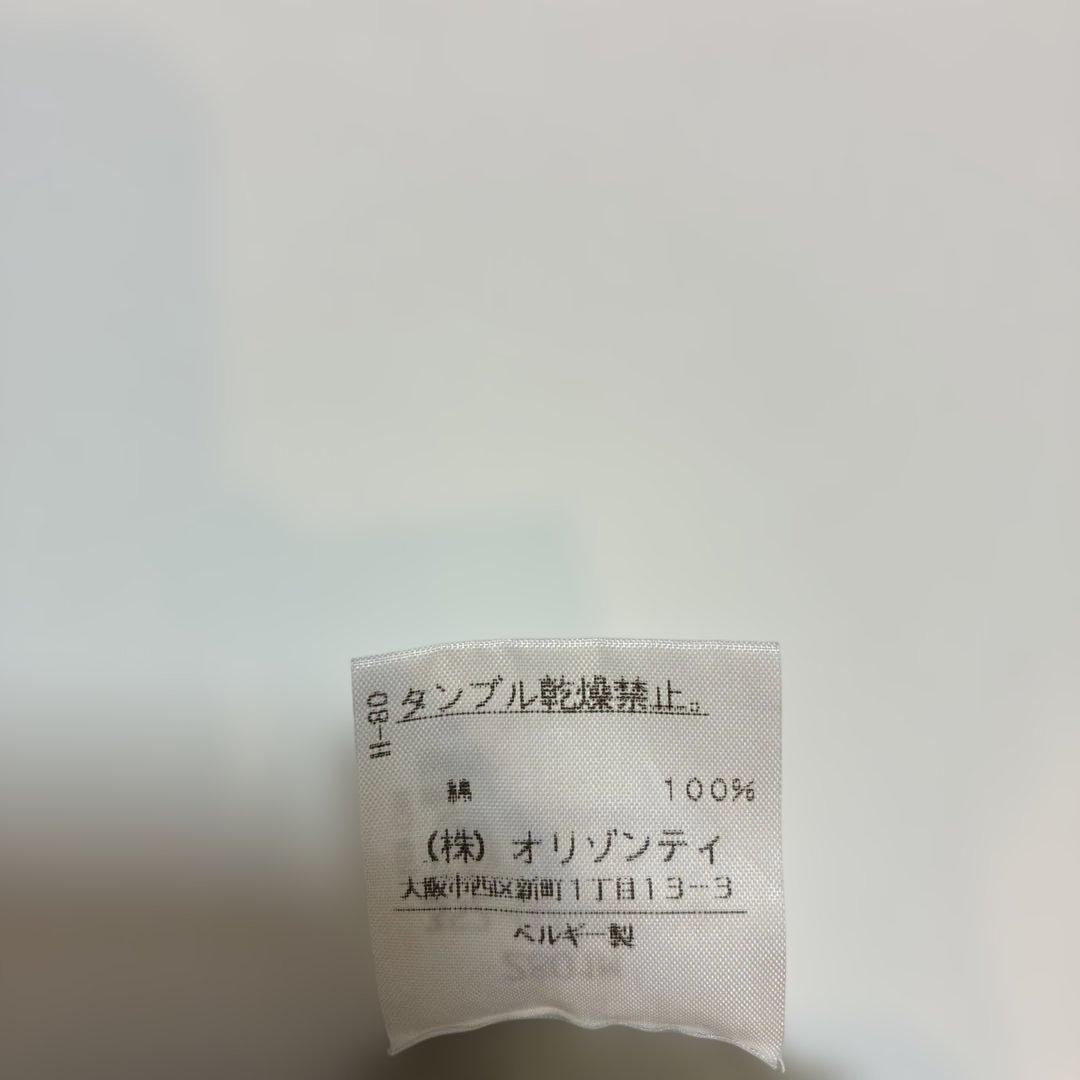 タンブル乾燥禁止。
H-80
綿 100%
(株) オリゾンティ
大阪市西区新町1丁目13-3
ベルギー製